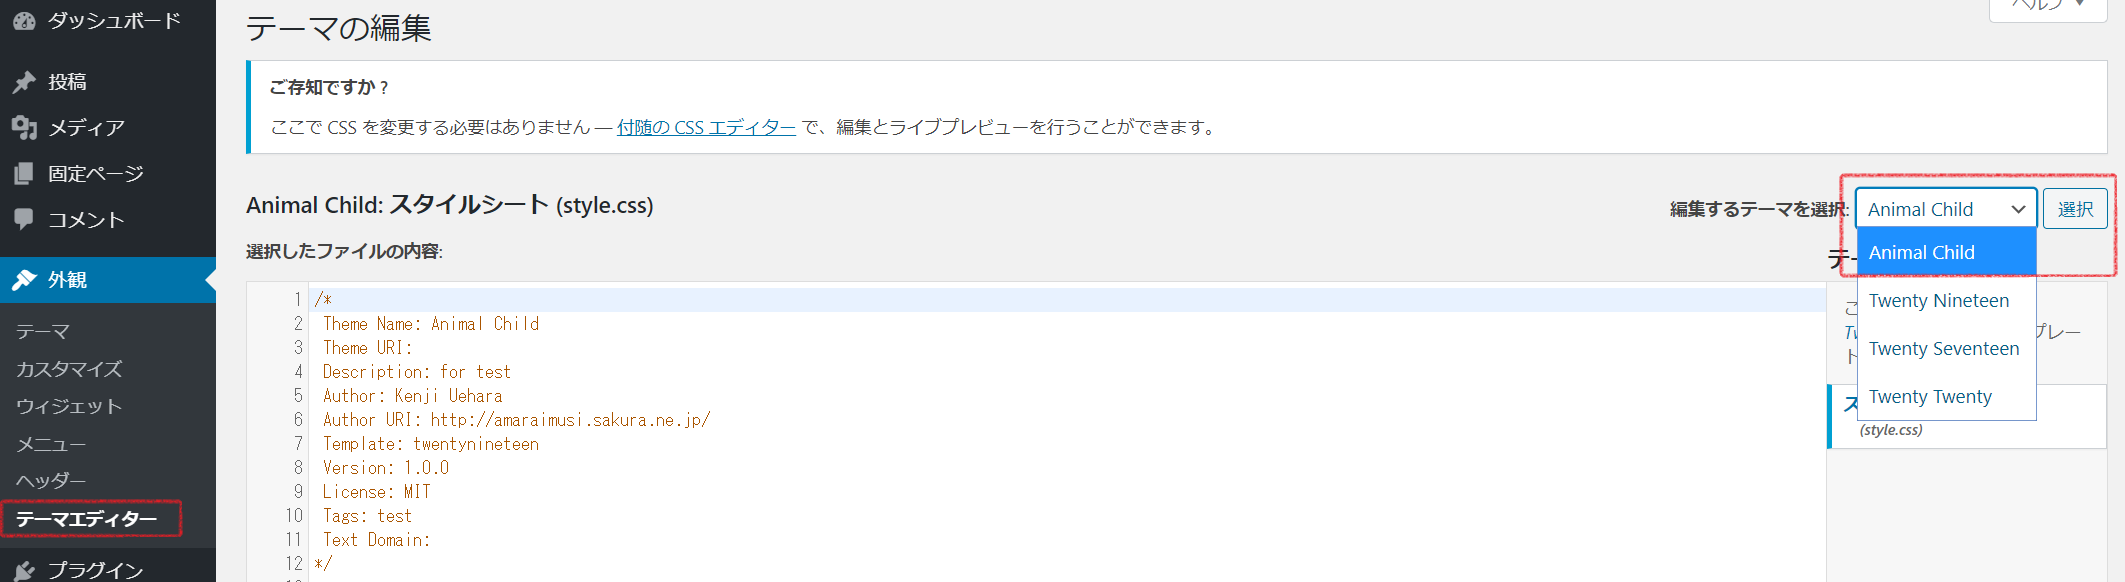 ダッシュボード
投稿
メディア
固定ページ
コメント
外観
テーマ
カスタマイズ
ウィジェット
メニュー
ヘッダー
テーマエディター
プラグイン
ヘルプ ▼
テーマの編集
ご存知ですか ?
ここで CSS を変更する必要はありません — 付随の CSS エディター で、編集とライブプレビューを行うことができます。
Animal Child: スタイルシート (style.css)
編集するテーマを選択: Animal Child 選択
Animal Child
Twenty Nineteen
Twenty Seventeen
Twenty Twenty
選択したファイルの内容:
1 /*
2 Theme Name: Animal Child
3 Theme URI:
4 Description: for test
5 Author: Kenji Uehara
6 Author URI: http://amaraimusi.sakura.ne.jp/
7 Template: twentynineteen
8 Version: 1.0.0
9 License: MIT
10 Tags: test
11 Text Domain:
12 */
テー
プレー
ト
(style.css)